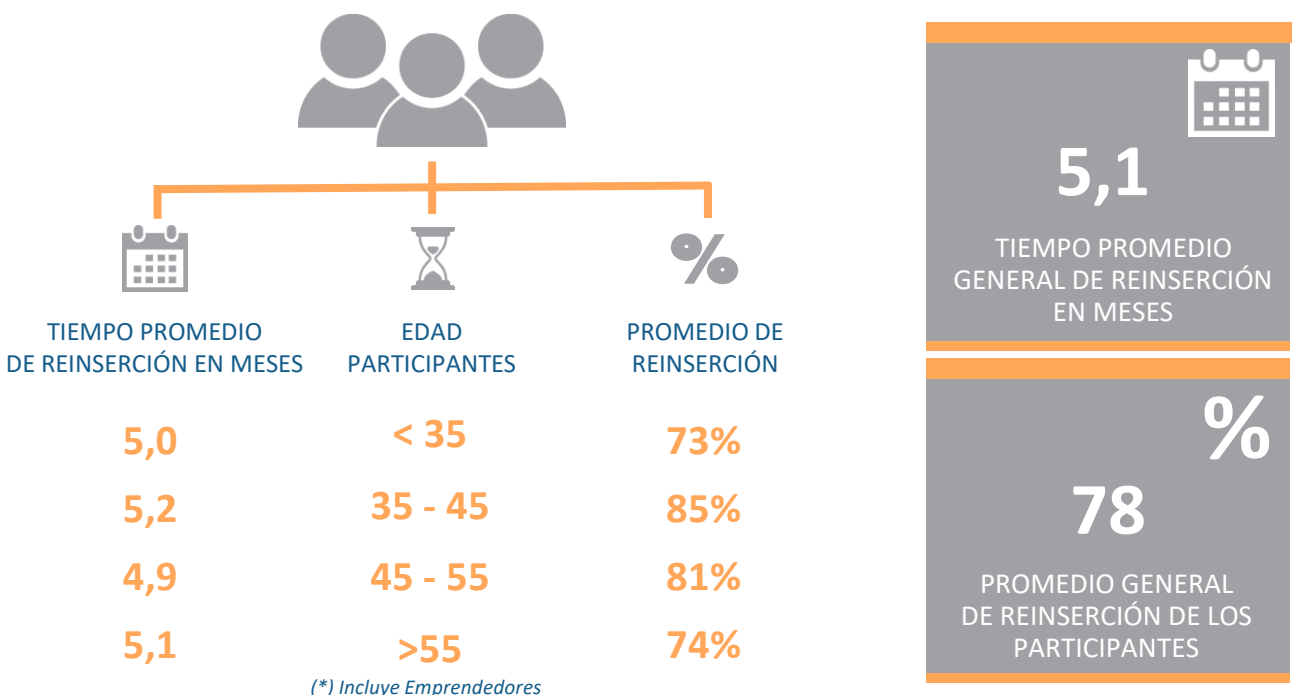 TIEMPO PROMEDIO
DE REINSERCIÓN EN MESES
EDAD
PARTICIPANTES
PROMEDIO DE
REINSERCIÓN
5,0 < 35 73%
5,2 35 - 45 85%
4,9 45 - 55 81%
5,1 >55 74%
(*) Incluye Emprendedores
5,1
TIEMPO PROMEDIO
GENERAL DE REINSERCIÓN
EN MESES
%
78
PROMEDIO GENERAL
DE REINSERCIÓN DE LOS
PARTICIPANTES